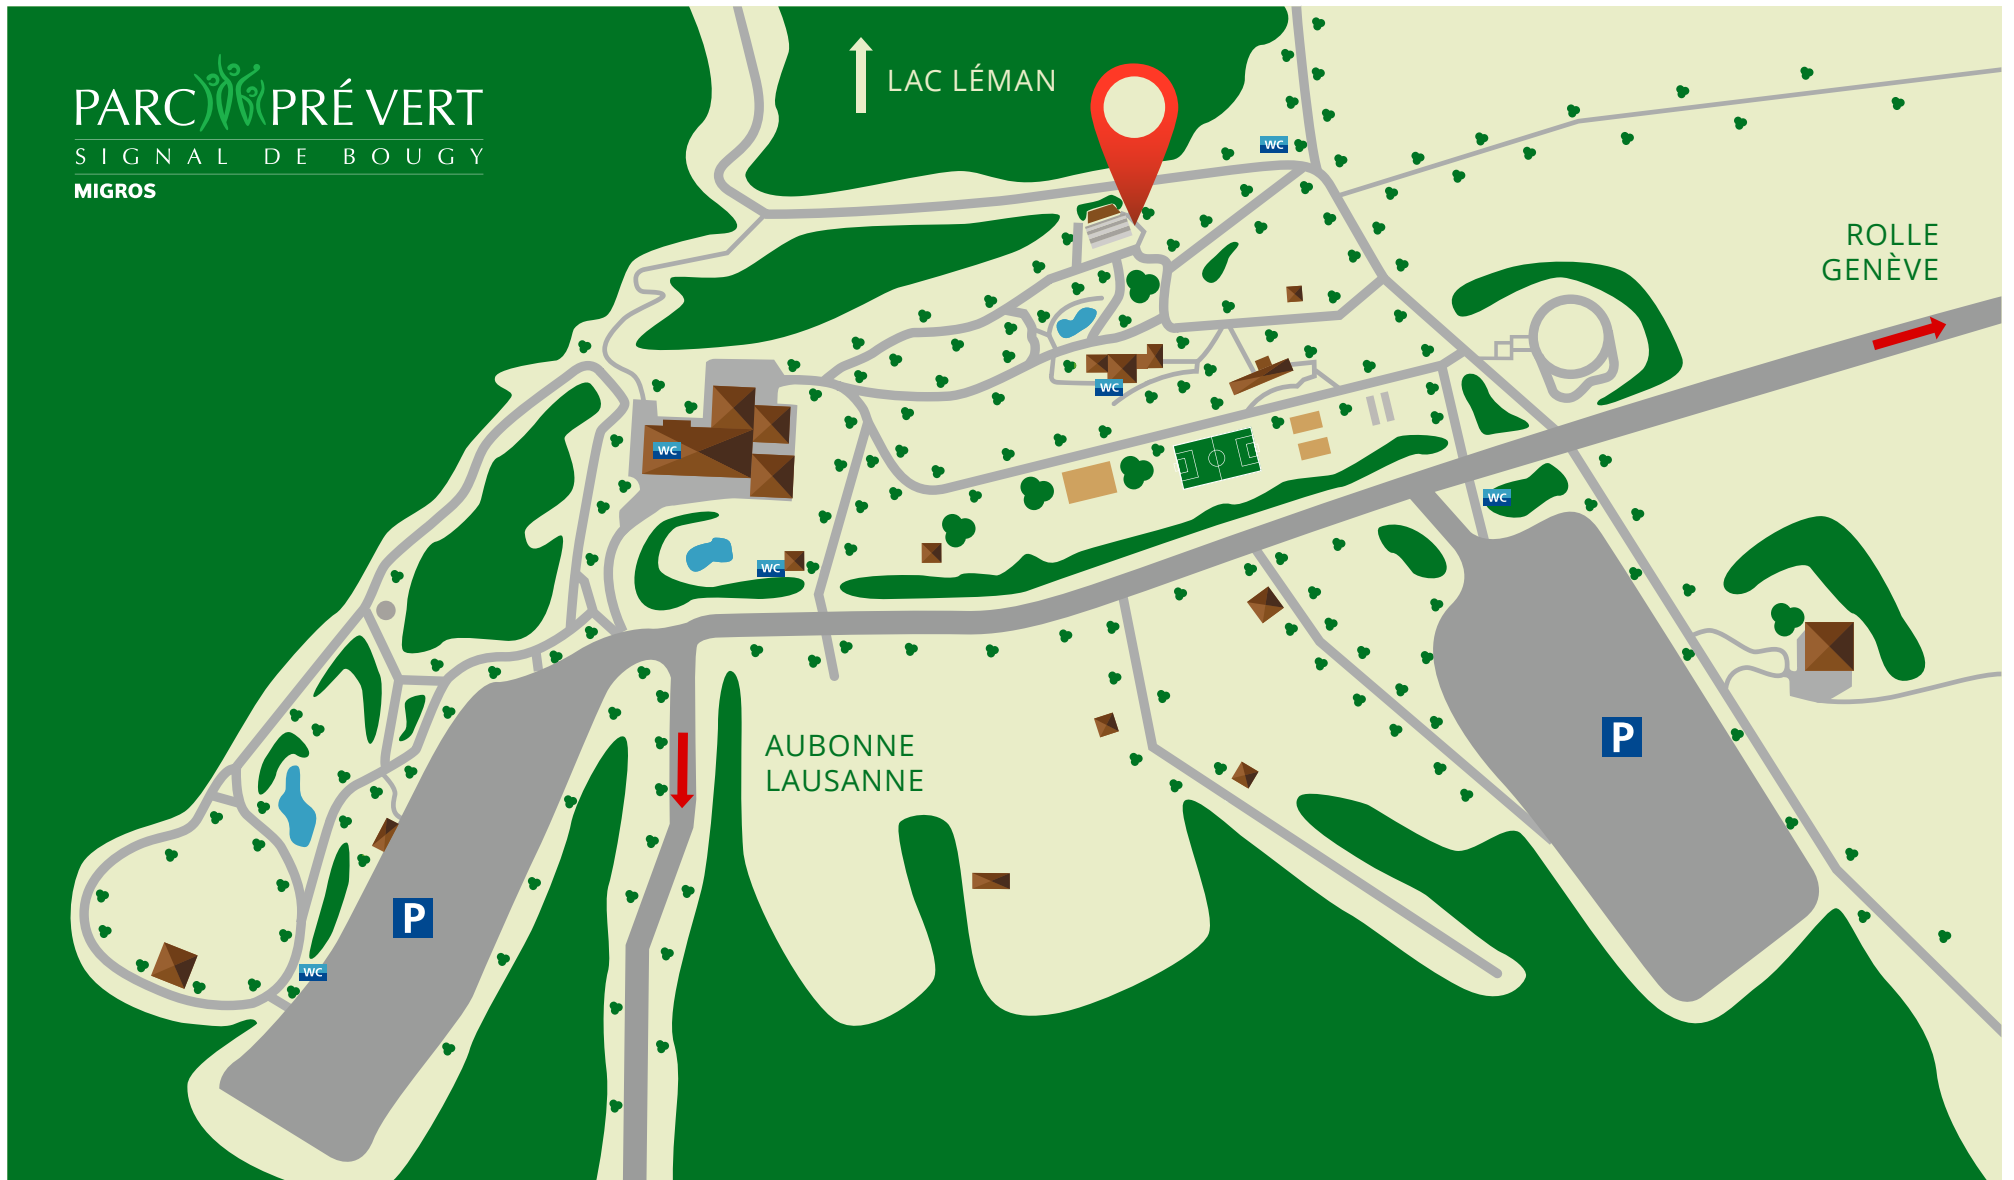 PARC PRÉ VERT
SIGNAL DE BOUGY
MIGROS
LAC LÉMAN
WC
ROLLE
GENÈVE
WC
WC
WC
WC
AUBONNE
LAUSANNE
P
P
WC